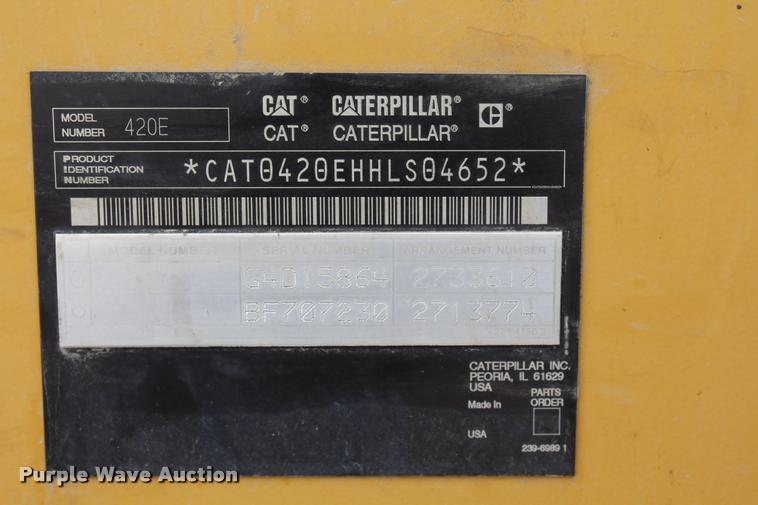 MODEL NUMBER 420E
CAT® CATERPILLAR® C®
CAT® CATERPILLAR®
PRODUCT IDENTIFICATION NUMBER *CAT0420EHHLS04652*
MODEL NUMBER SERIAL NUMBER ARRANGEMENT NUMBER
G4D15864 2733610
BF707230 2713774
CATERPILLAR INC.
PEORIA, IL 61629
USA
Made In PARTS ORDER
USA
239-6989 1
Purple Wave Auction